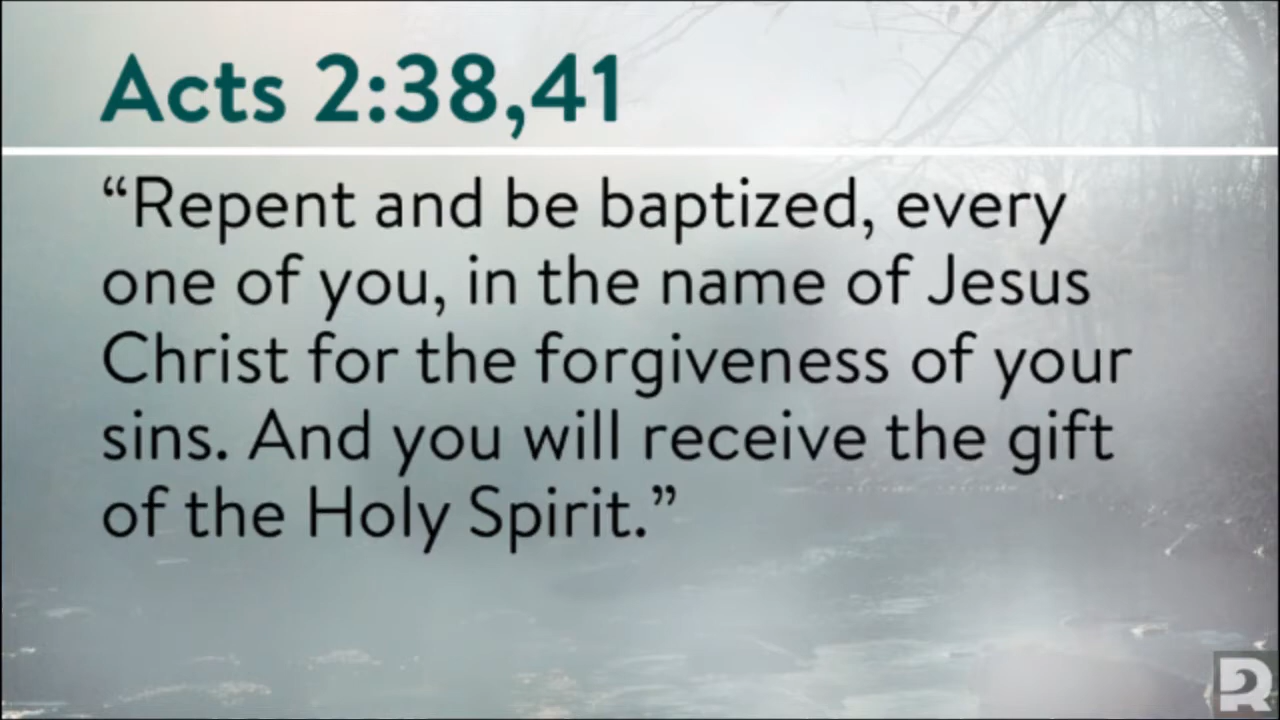 Acts 2:38,41
“Repent and be baptized, every
one of you, in the name of Jesus
Christ for the forgiveness of your
sins. And you will receive the gift
of the Holy Spirit.”